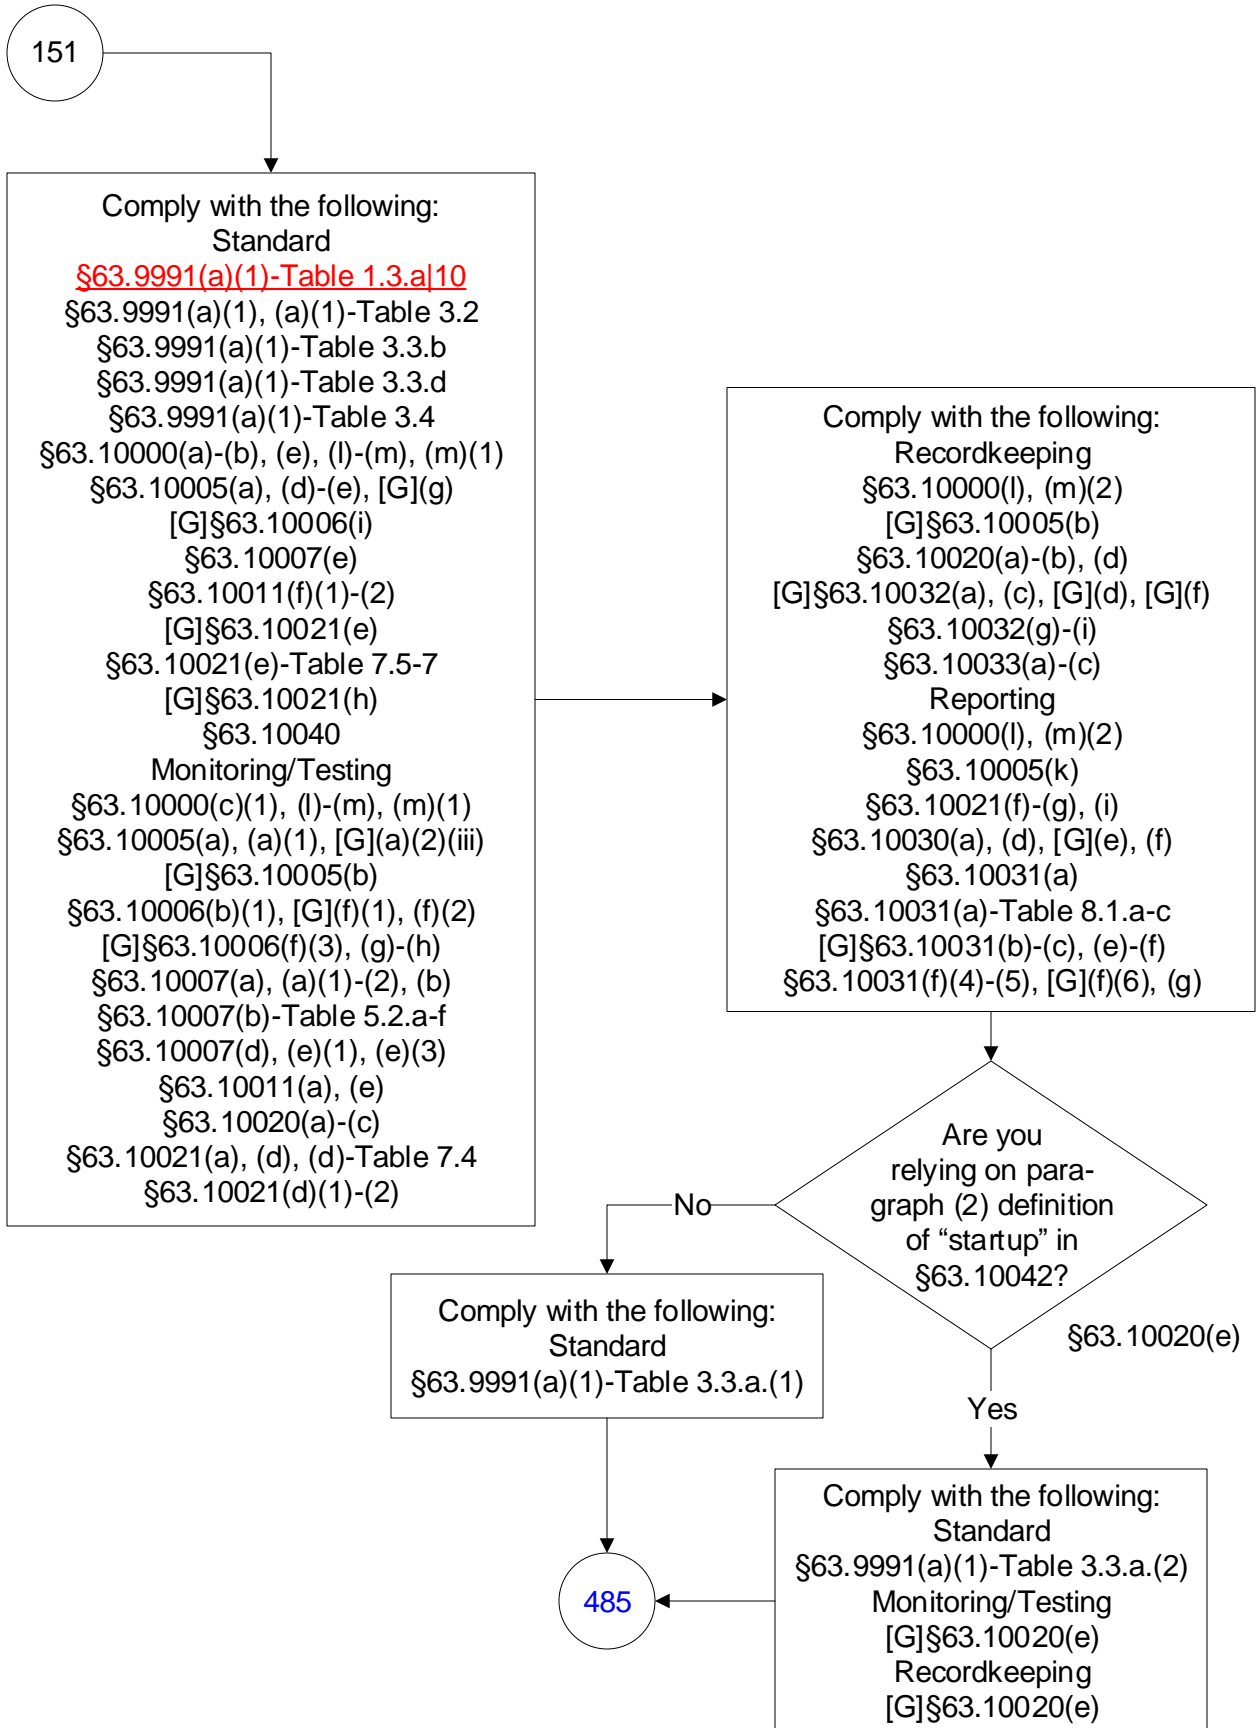 151
Comply with the following:
Standard
§63.9991(a)(1)-Table 1.3.a|10
§63.9991(a)(1), (a)(1)-Table 3.2
§63.9991(a)(1)-Table 3.3.b
§63.9991(a)(1)-Table 3.3.d
§63.9991(a)(1)-Table 3.4
§63.10000(a)-(b), (e), (l)-(m), (m)(1)
§63.10005(a), (d)-(e), [G](g)
[G]§63.10006(i)
§63.10007(e)
§63.10011(f)(1)-(2)
[G]§63.10021(e)
§63.10021(e)-Table 7.5-7
[G]§63.10021(h)
§63.10040
Monitoring/Testing
§63.10000(c)(1), (l)-(m), (m)(1)
§63.10005(a), (a)(1), [G](a)(2)(iii)
[G]§63.10005(b)
§63.10006(b)(1), [G](f)(1), (f)(2)
[G]§63.10006(f)(3), (g)-(h)
§63.10007(a), (a)(1)-(2), (b)
§63.10007(b)-Table 5.2.a-f
§63.10007(d), (e)(1), (e)(3)
§63.10011(a), (e)
§63.10020(a)-(c)
§63.10021(a), (d), (d)-Table 7.4
§63.10021(d)(1)-(2)
Comply with the following:
Recordkeeping
§63.10000(l), (m)(2)
[G]§63.10005(b)
§63.10020(a)-(b), (d)
[G]§63.10032(a), (c), [G](d), [G](f)
§63.10032(g)-(i)
§63.10033(a)-(c)
Reporting
§63.10000(l), (m)(2)
§63.10005(k)
§63.10021(f)-(g), (i)
§63.10030(a), (d), [G](e), (f)
§63.10031(a)
§63.10031(a)-Table 8.1.a-c
[G]§63.10031(b)-(c), (e)-(f)
§63.10031(f)(4)-(5), [G](f)(6), (g)
Are you
relying on para-
graph (2) definition
of “startup” in
§63.10042?
§63.10020(e)
No
Comply with the following:
Standard
§63.9991(a)(1)-Table 3.3.a.(1)
Yes
Comply with the following:
Standard
§63.9991(a)(1)-Table 3.3.a.(2)
Monitoring/Testing
[G]§63.10020(e)
Recordkeeping
[G]§63.10020(e)
485